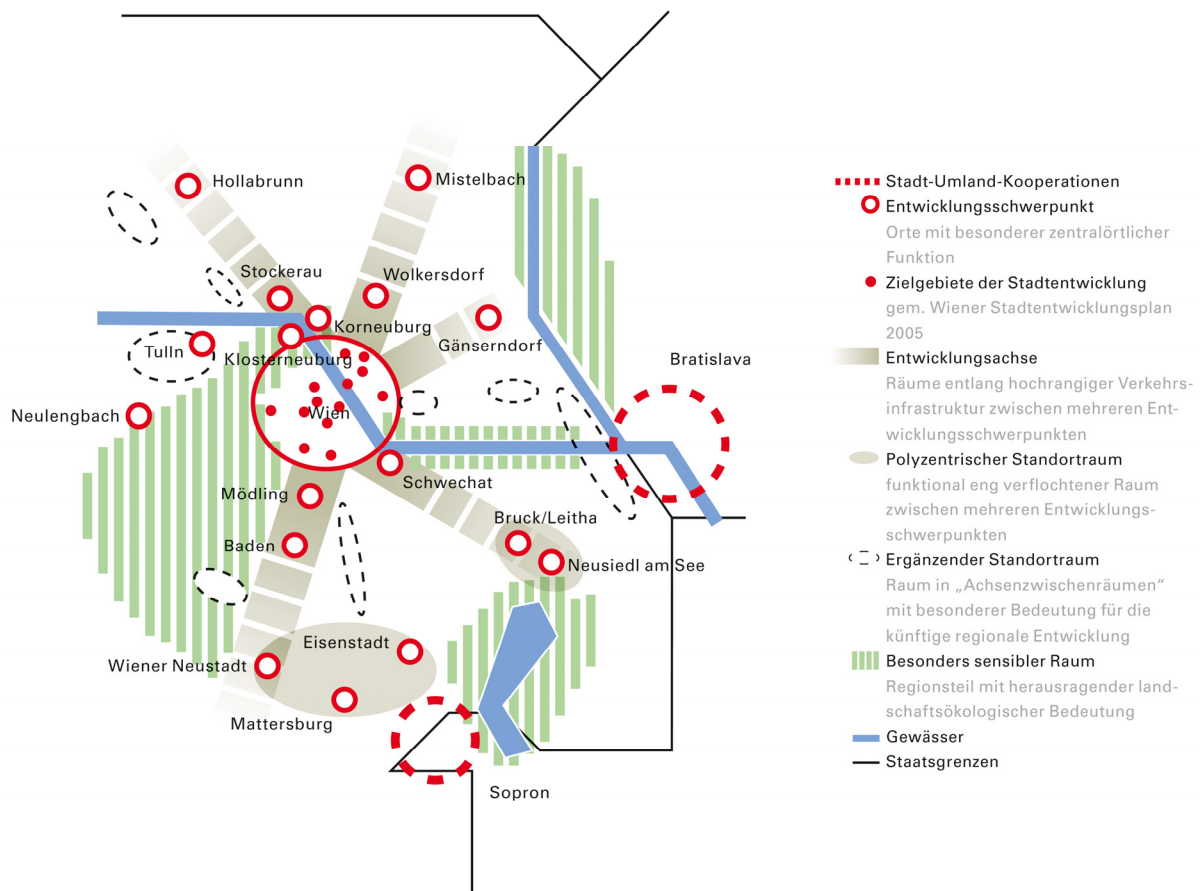 Hollabrunn
Mistelbach
Stockerau
Wolkersdorf
Korneuburg
Tulln
Klosterneuburg
Gänserndorf
Bratislava
Neulengbach
Wien
Schwechat
Mödling
Bruck/Leitha
Baden
Neusiedl am See
Eisenstadt
Wiener Neustadt
Mattersburg
Sopron
Stadt-Umland-Kooperationen
Entwicklungsschwerpunkt
Orte mit besonderer zentralörtlicher
Funktion
Zielgebiete der Stadtentwicklung
gem. Wiener Stadtentwicklungsplan
2005
Entwicklungsachse
Räume entlang hochrangiger Verkehrs-
infrastruktur zwischen mehreren Ent-
wicklungsschwerpunkten
Polyzentrischer Standortraum
funktional eng verflochtener Raum
zwischen mehreren Entwicklungs-
schwerpunkten
Ergänzender Standortraum
Raum in „Achsenzwischenräumen“
mit besonderer Bedeutung für die
künftige regionale Entwicklung
Besonders sensibler Raum
Regionsteil mit herausragender land-
schaftsökologischer Bedeutung
Gewässer
Staatsgrenzen